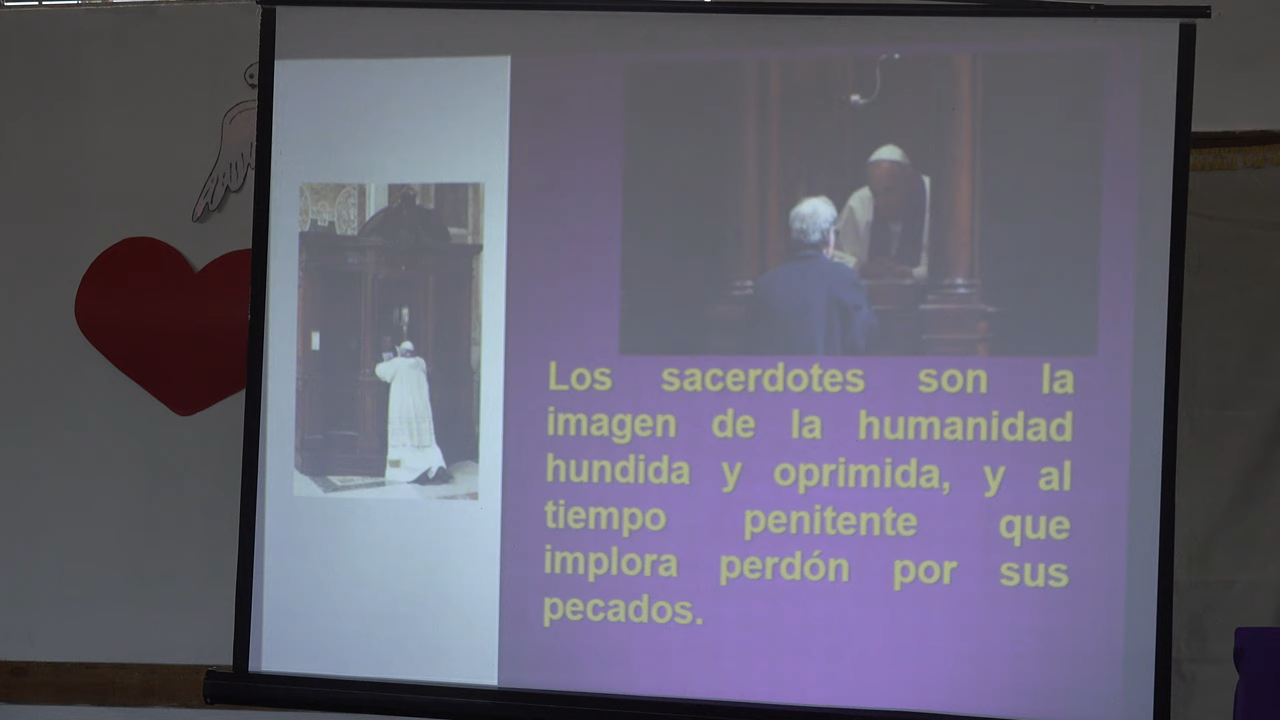 Los sacerdotes son la
imagen de la humanidad
hundida y oprimida, y al
tiempo penitente que
implora perdón por sus
pecados.